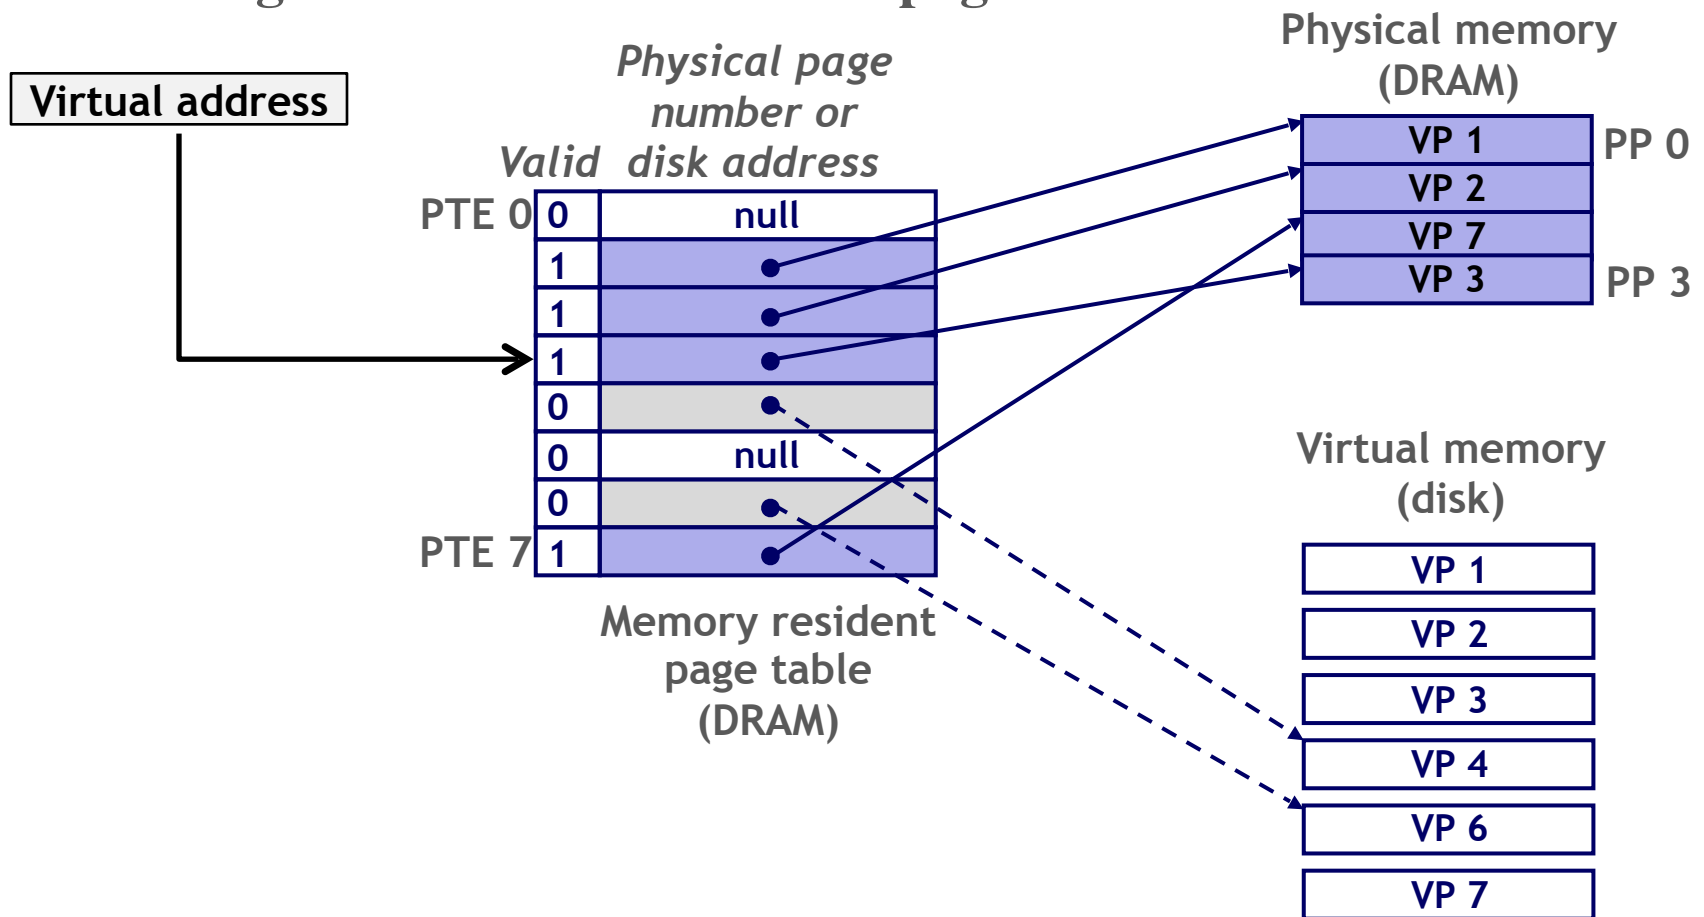 Physical memory
(DRAM)
Virtual address
Physical page
number or
disk address
Valid
PTE 0
0 null
1
1
1
0
0 null
0
PTE 7 1
Memory resident
page table
(DRAM)
VP 1 PP 0
VP 2
VP 7
VP 3 PP 3
Virtual memory
(disk)
VP 1
VP 2
VP 3
VP 4
VP 6
VP 7